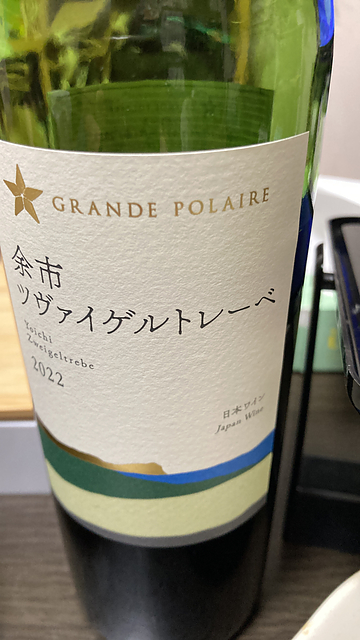 GRANDE POLAIRE
余市
ツヴァイゲルトレーベ
Yoichi
Zweigeltrebe
2022
日本ワイン
Japan Wine